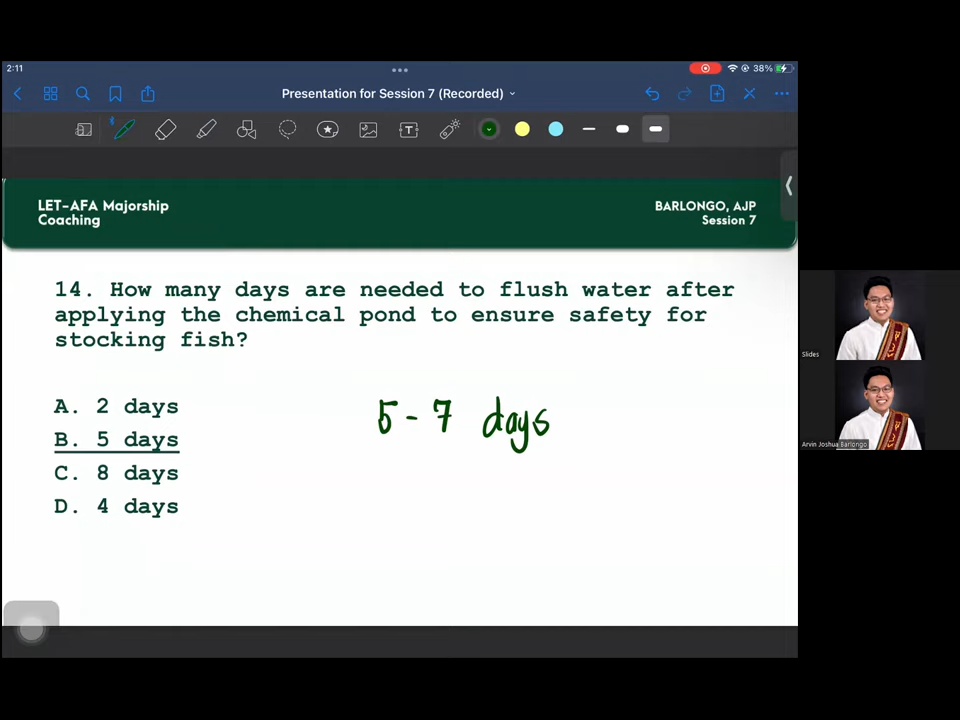 2:11
38%
Presentation for Session 7 (Recorded)
T
LET-AFA Majorship
Coaching
BARLONGO, AJP
Session 7
14. How many days are needed to flush water after
applying the chemical pond to ensure safety for
stocking fish?
A. 2 days
B. 5 days
C. 8 days
D. 4 days
5 - 7 days
Slides
Arvin Joshua Barlongo